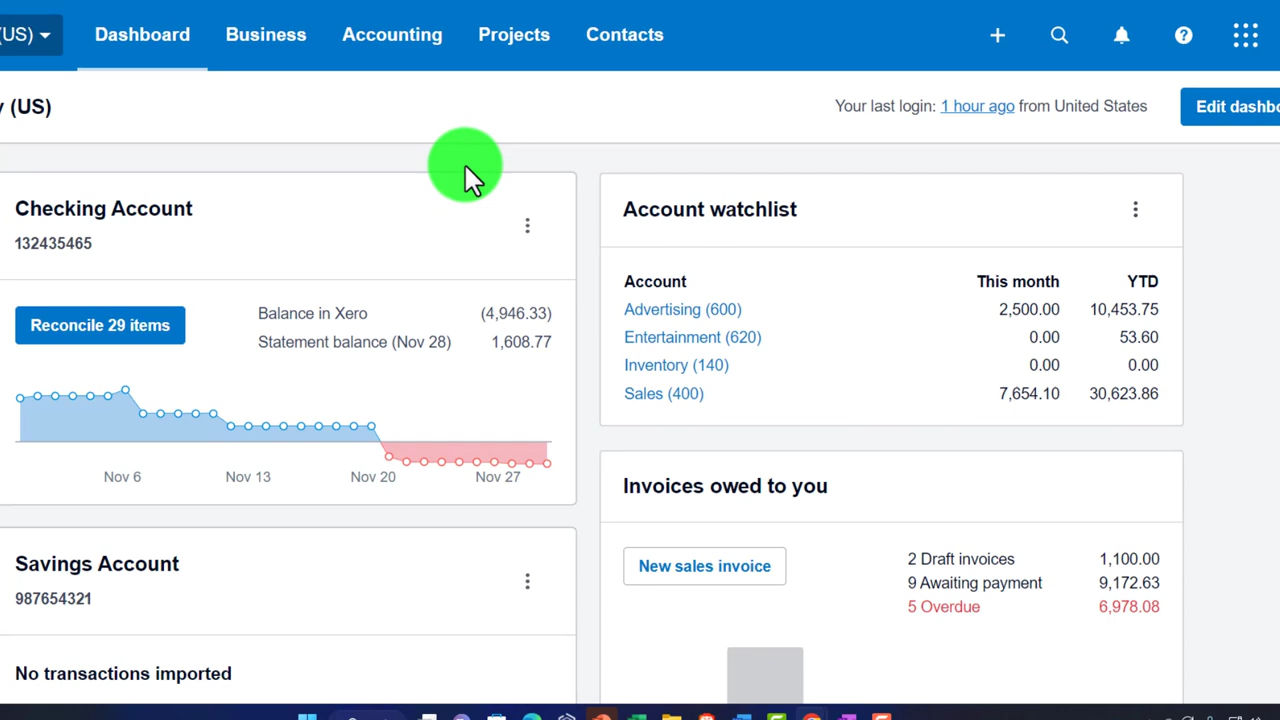 (US) Dashboard Business Accounting Projects Contacts
y (US)
Your last login: 1 hour ago from United States
Edit dashbo
Checking Account
132435465
Reconcile 29 items
Balance in Xero (4,946.33)
Statement balance (Nov 28) 1,608.77
Nov 6 Nov 13 Nov 20 Nov 27
Savings Account
987654321
No transactions imported
Account watchlist
Account This month YTD
Advertising (600) 2,500.00 10,453.75
Entertainment (620) 0.00 53.60
Inventory (140) 0.00 0.00
Sales (400) 7,654.10 30,623.86
Invoices owed to you
New sales invoice
2 Draft invoices 1,100.00
9 Awaiting payment 9,172.63
5 Overdue 6,978.08